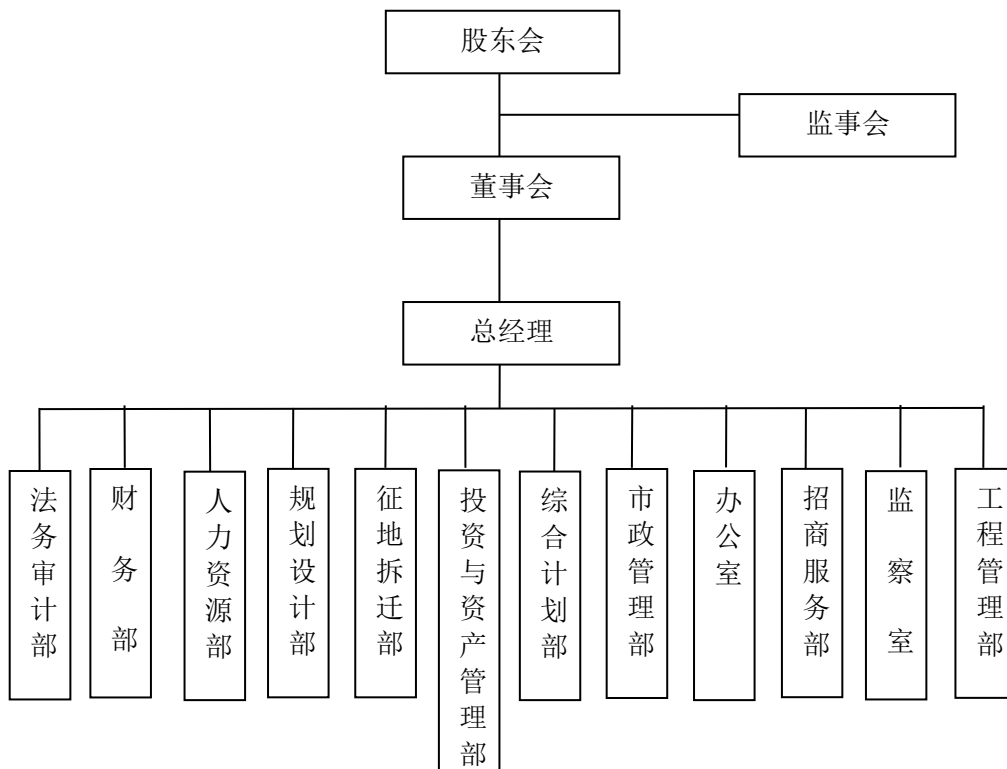 股东会
监事会
董事会
总经理
法务审计部
财务部
人力资源部
规划设计部
征地拆迁部
投资与资产管理部
综合计划部
市政管理部
办公室
招商服务部
监察室
工程管理部